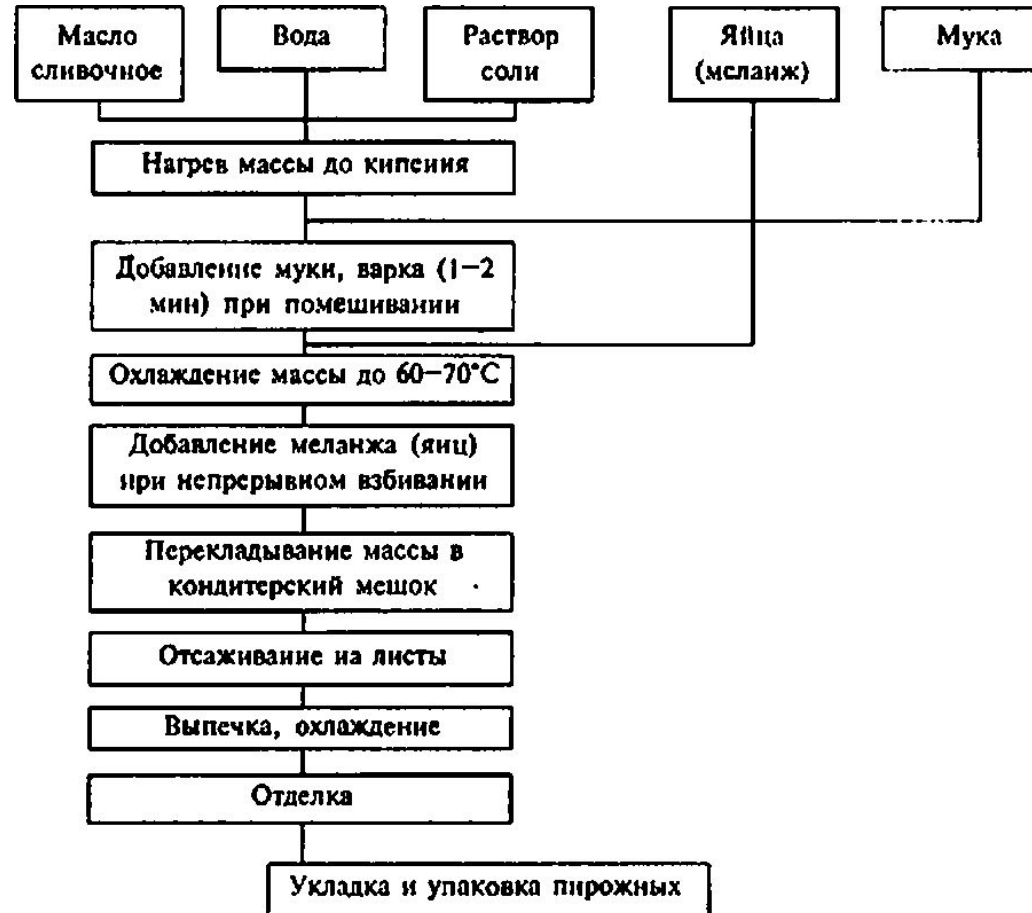 Масло
сливочное
Вода
Раствор
соли
Яйца
(меланж)
Мука
Нагрев массы до кипения
Добавление муки, варка (1—2
мин) при помешивании
Охлаждение массы до 60—70°С
Добавление меланжа (яиц)
при непрерывном взбивании
Перекладывание массы в
кондитерский мешок
Отсаживание на листы
Выпечка, охлаждение
Отделка
Укладка и упаковка пирожных